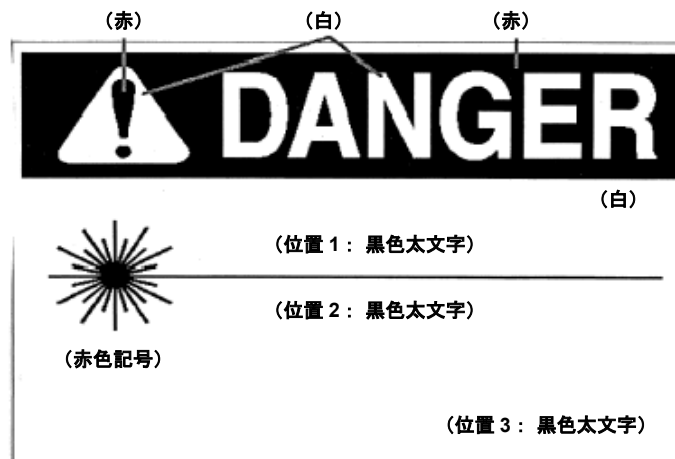 （赤） （白） （赤）
DANGER
（白）
（位置 1： 黒色太文字）
（位置 2： 黒色太文字）
（赤色記号）
（位置 3： 黒色太文字）